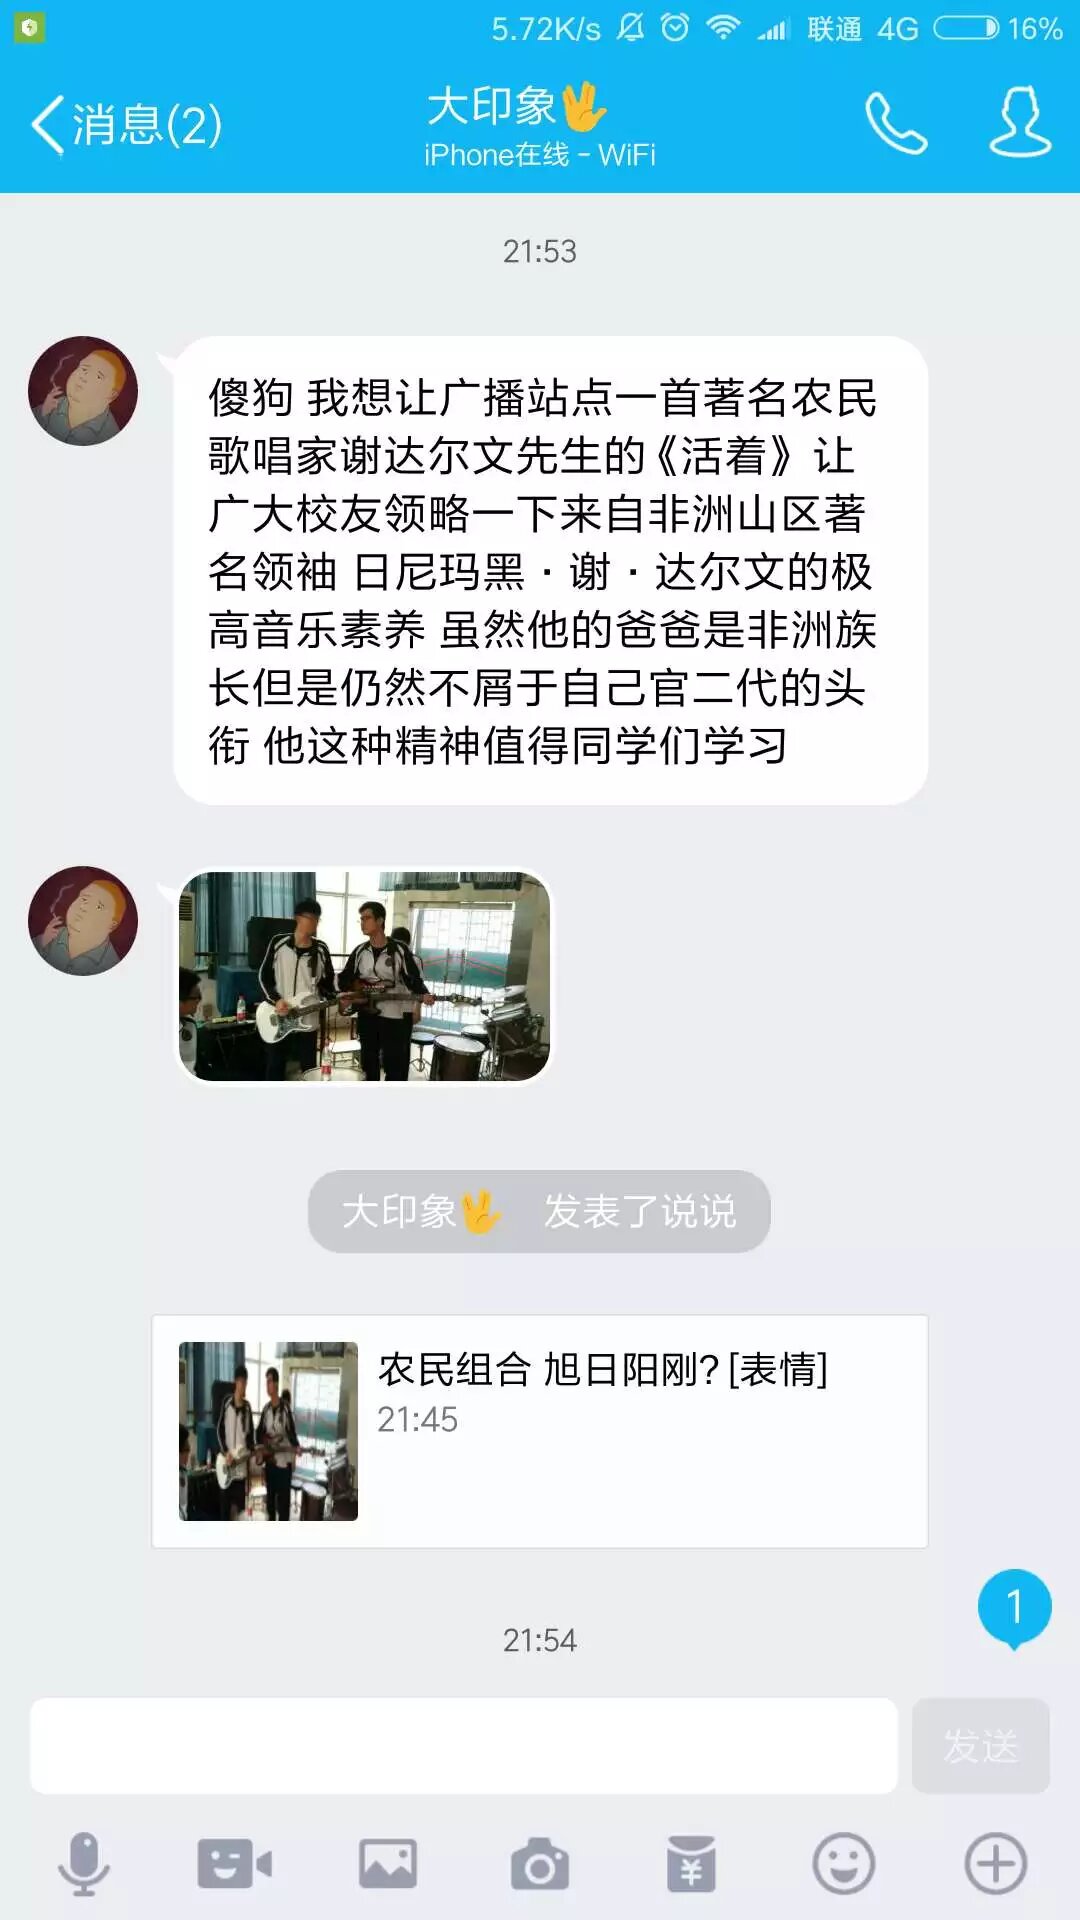 5.72K/s 联通 4G 16%
消息(2)
大印象🖖
iPhone在线 - WiFi
21:53
傻狗 我想让广播站点一首著名农民
歌唱家谢达尔文先生的《活着》让
广大校友领略一下来自非洲山区著
名领袖 日尼玛黑·谢·达尔文的极
高音乐素养 虽然他的爸爸是非洲族
长但是仍然不屑于自己官二代的头
衔 他这种精神值得同学们学习
大印象🖖 发表了说说
农民组合 旭日阳刚? [表情]
21:45
1
21:54
发送
¥